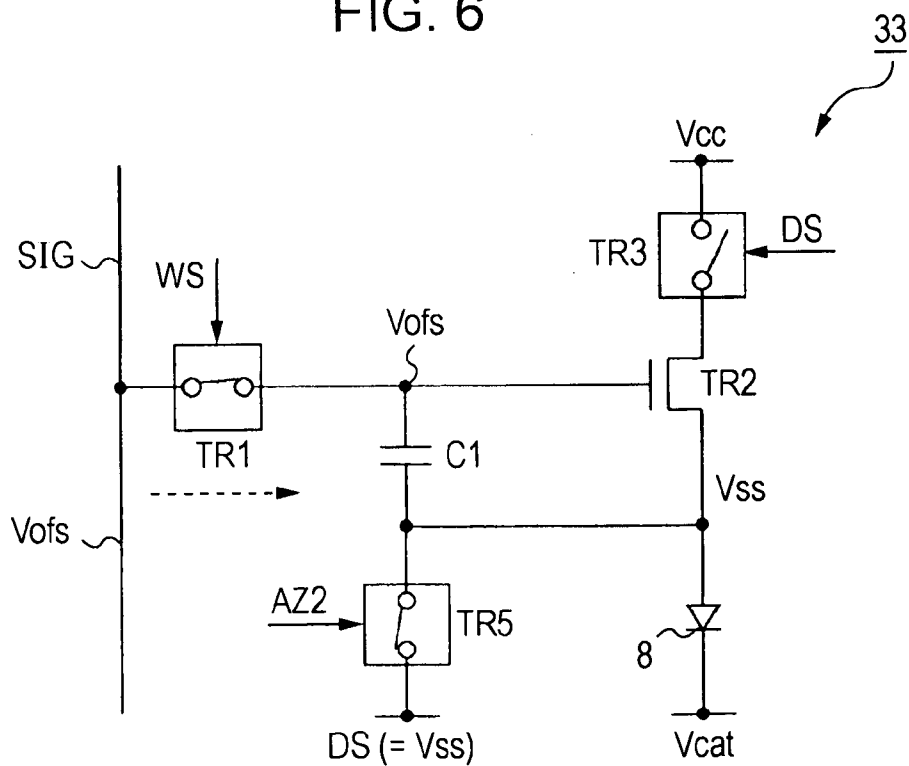 FIG. 6
33
Vcc
SIG
WS
TR3
DS
Vofs
TR2
TR1
C1
Vss
Vofs
AZ2
TR5
8
DS (= Vss)
Vcat